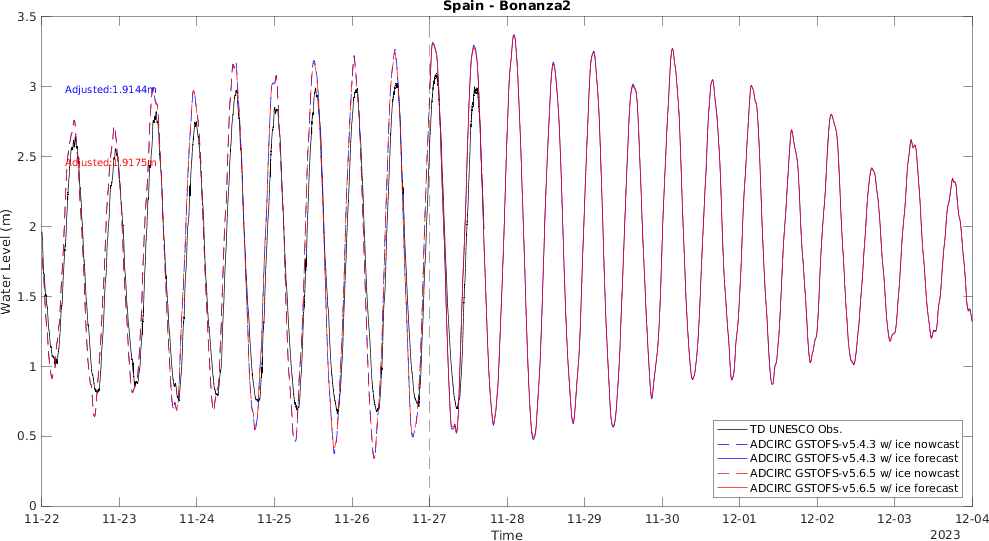 Spain - Bonanza2
3.5
3
2.5
2
1.5
1
0.5
0
Water Level (m)
Adjusted:1.9144m
Adjusted:1.9175m
TD UNESCO Obs.
ADCIRC GSTOFS-v5.4.3 w/ ice nowcast
ADCIRC GSTOFS-v5.4.3 w/ ice forecast
ADCIRC GSTOFS-v5.6.5 w/ ice nowcast
ADCIRC GSTOFS-v5.6.5 w/ ice forecast
11-22 11-23 11-24 11-25 11-26 11-27 11-28 11-29 11-30 12-01 12-02 12-03 12-04
Time
2023